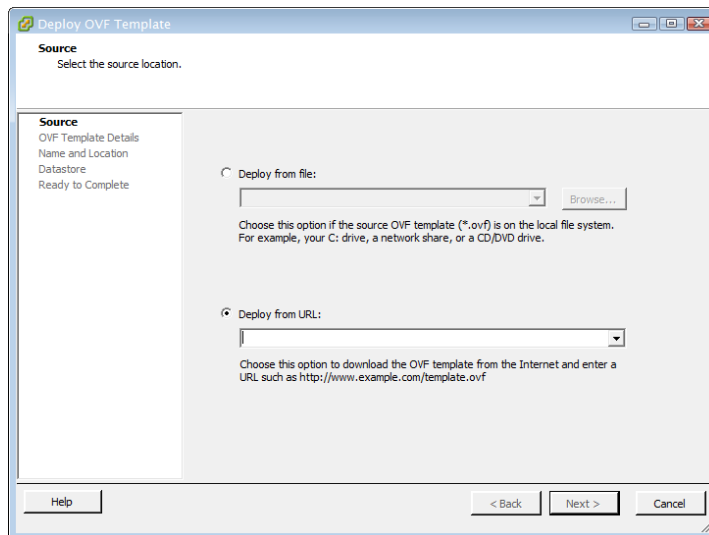 Deploy OVF Template
Source
Select the source location.
Source
OVF Template Details
Name and Location
Datastore
Ready to Complete
Deploy from file:
Browse...
Choose this option if the source OVF template (*.ovf) is on the local file system.
For example, your C: drive, a network share, or a CD/DVD drive.
Deploy from URL:
Choose this option to download the OVF template from the Internet and enter a
URL such as http://www.example.com/template.ovf
Help
< Back
Next >
Cancel